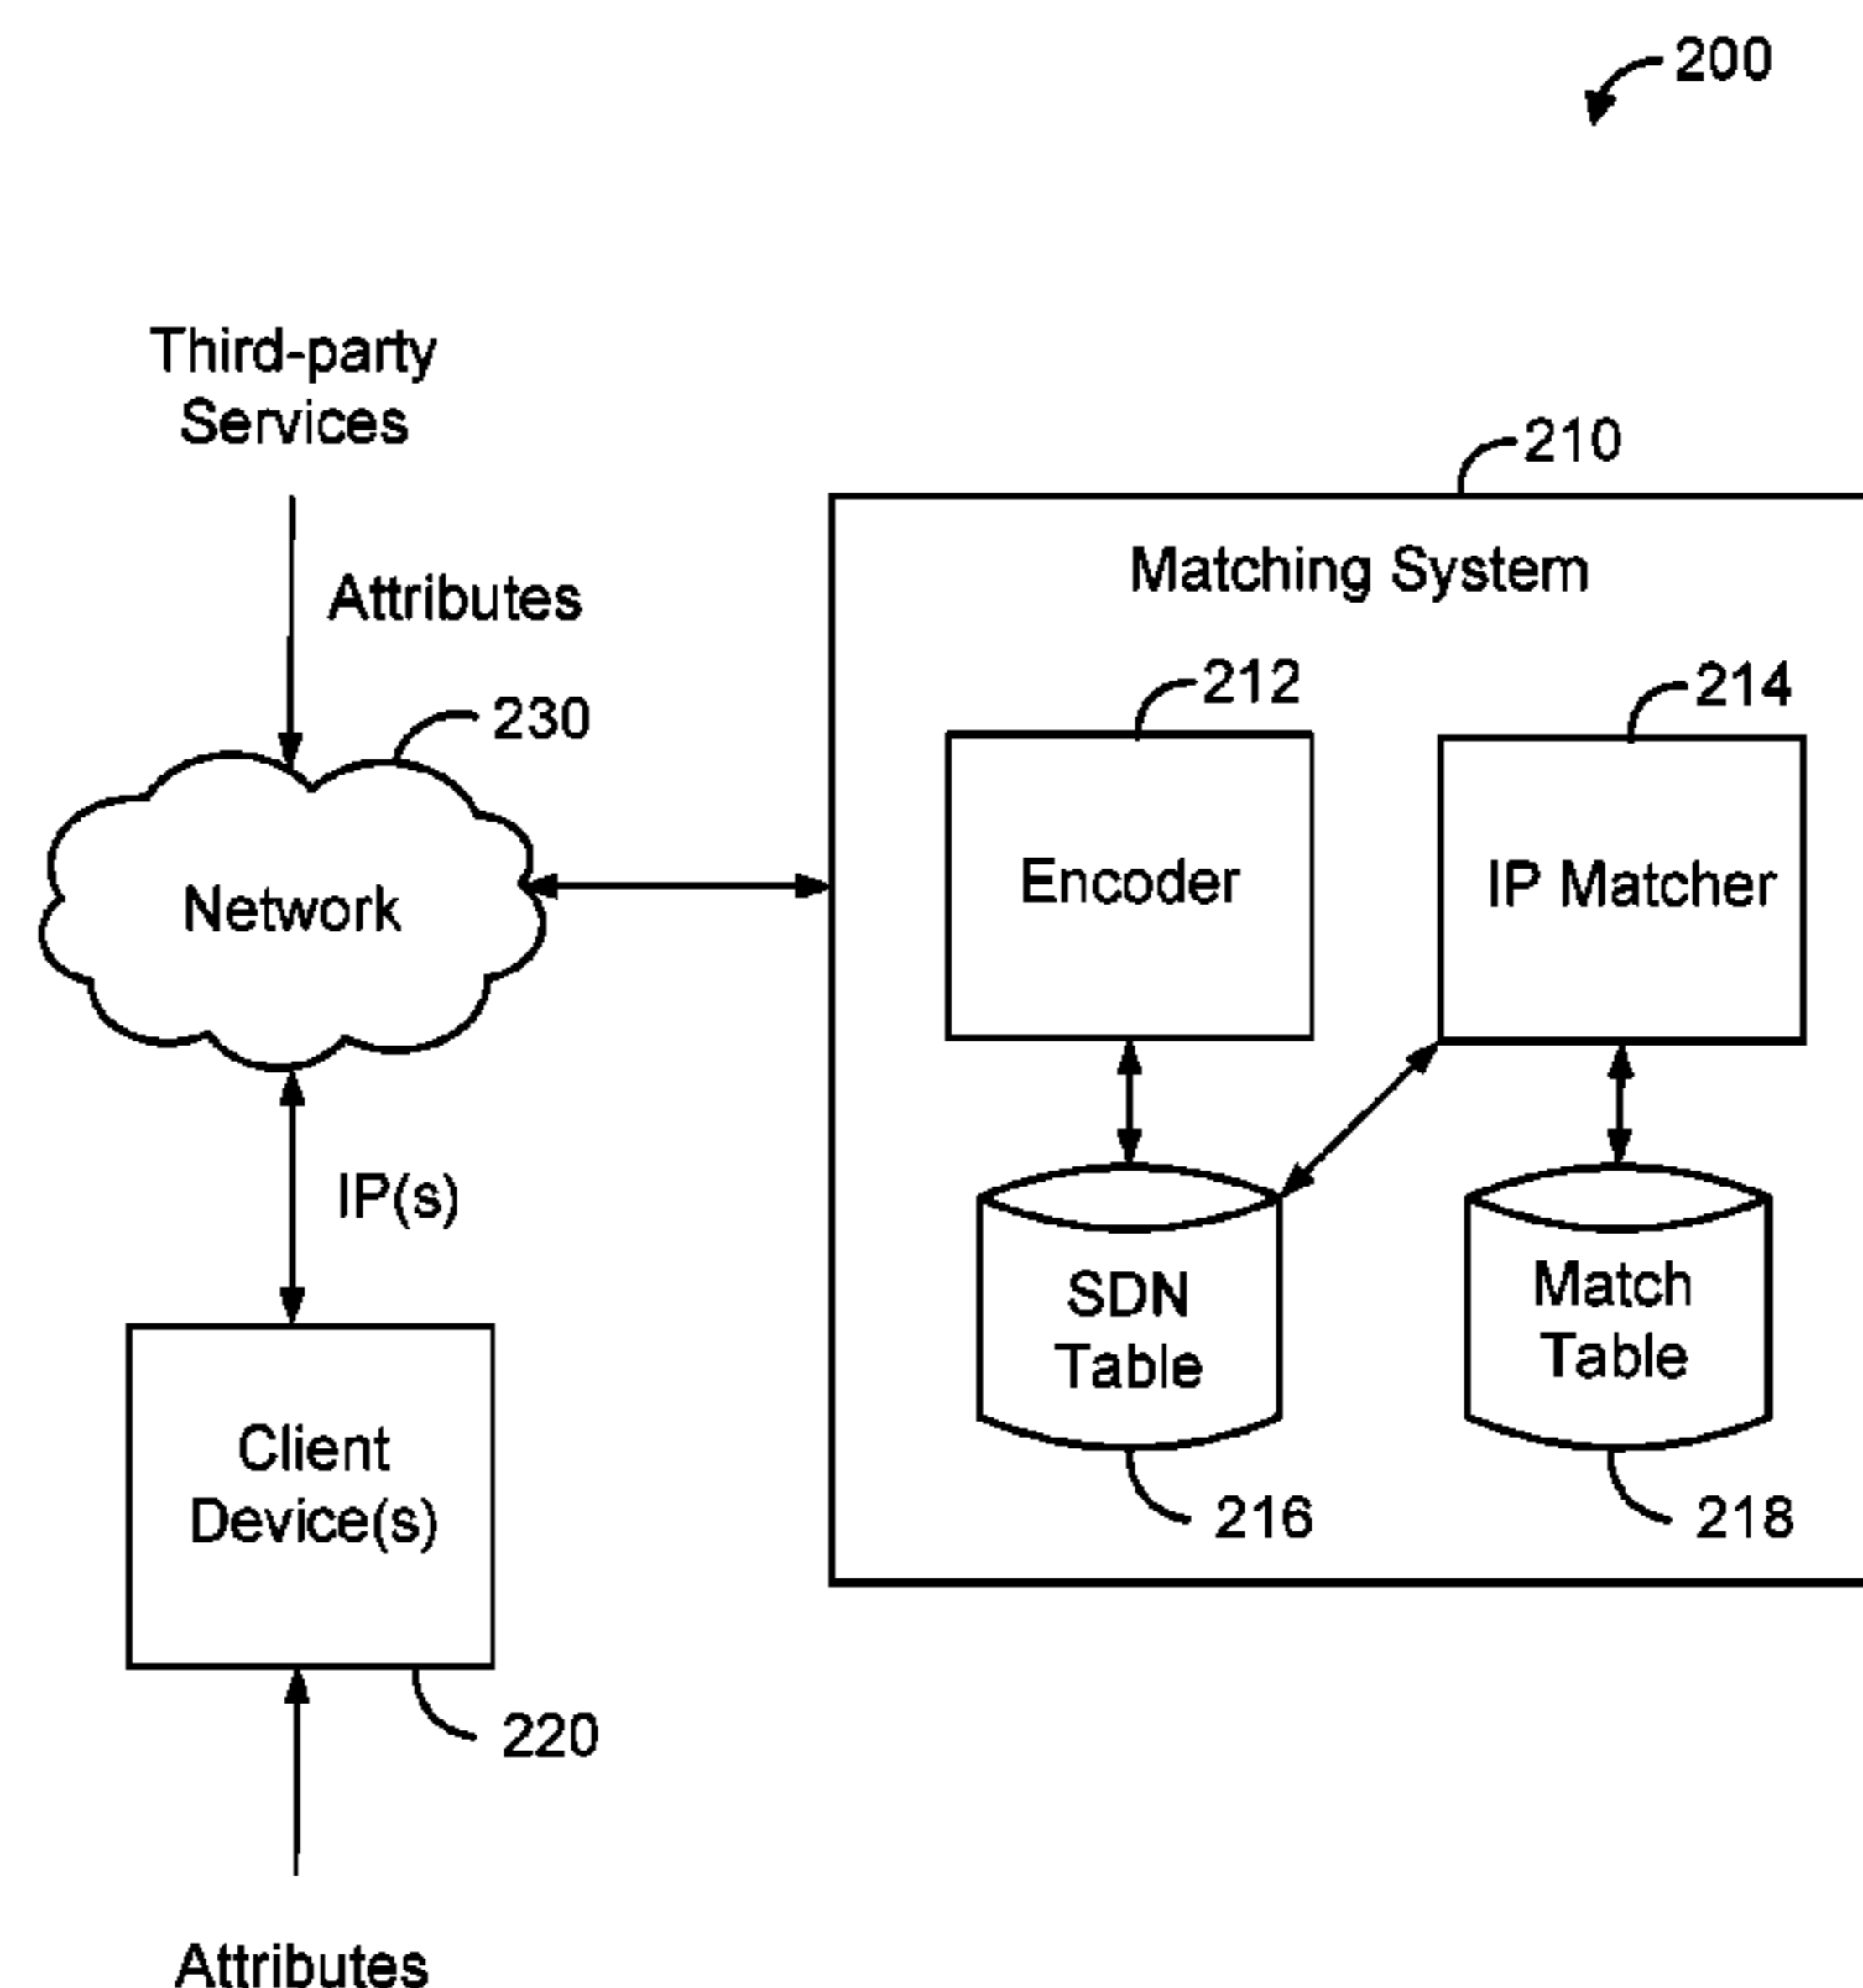 200
Third-party
Services
210
Matching System
Attributes
212
214
230
Encoder
IP Matcher
Network
IP(s)
SDN
Table
Match
Table
Client
Device(s)
216
218
220
Attributes